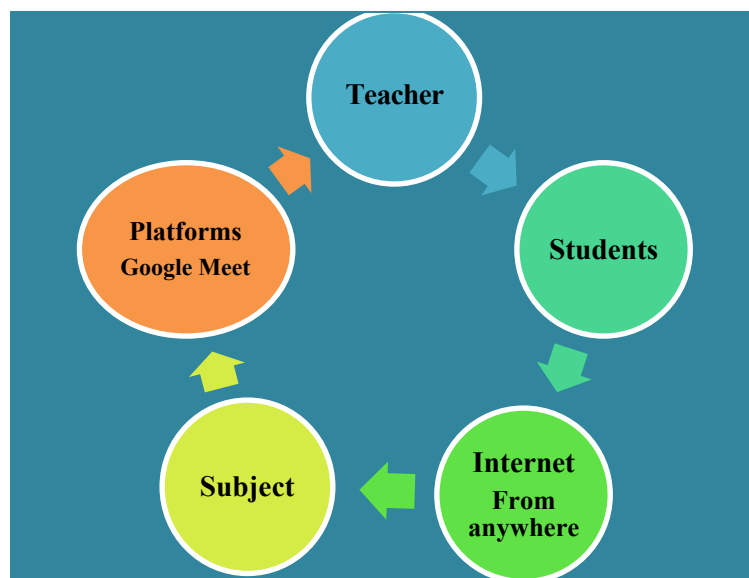 Teacher
Students
Internet
From
anywhere
Subject
Platforms
Google Meet